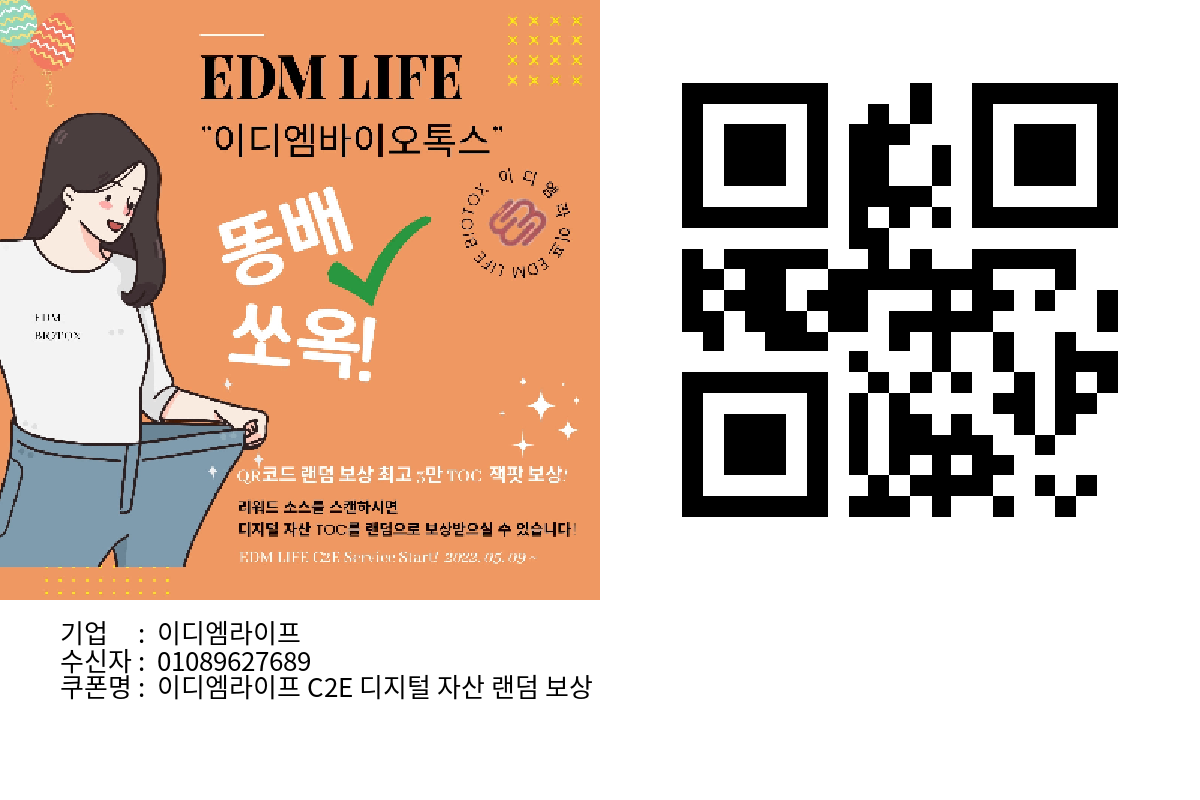 EDM LIFE
"이디엠바이오톡스"
이디엠라이프 EDM LIFE BIOTOX
똥배
쏘옥!
EDM
BIOTOX
QR코드 랜덤 보상 최고 5만 TOC 잭팟 보상!
리워드 소스를 스캔하시면
디지털 자산 TOC를 랜덤으로 보상받으실 수 있습니다!
EDM LIFE C2E Service Start! 2022. 05. 09 ~
기업 : 이디엠라이프
수신자 : 01089627689
쿠폰명 : 이디엠라이프 C2E 디지털 자산 랜덤 보상